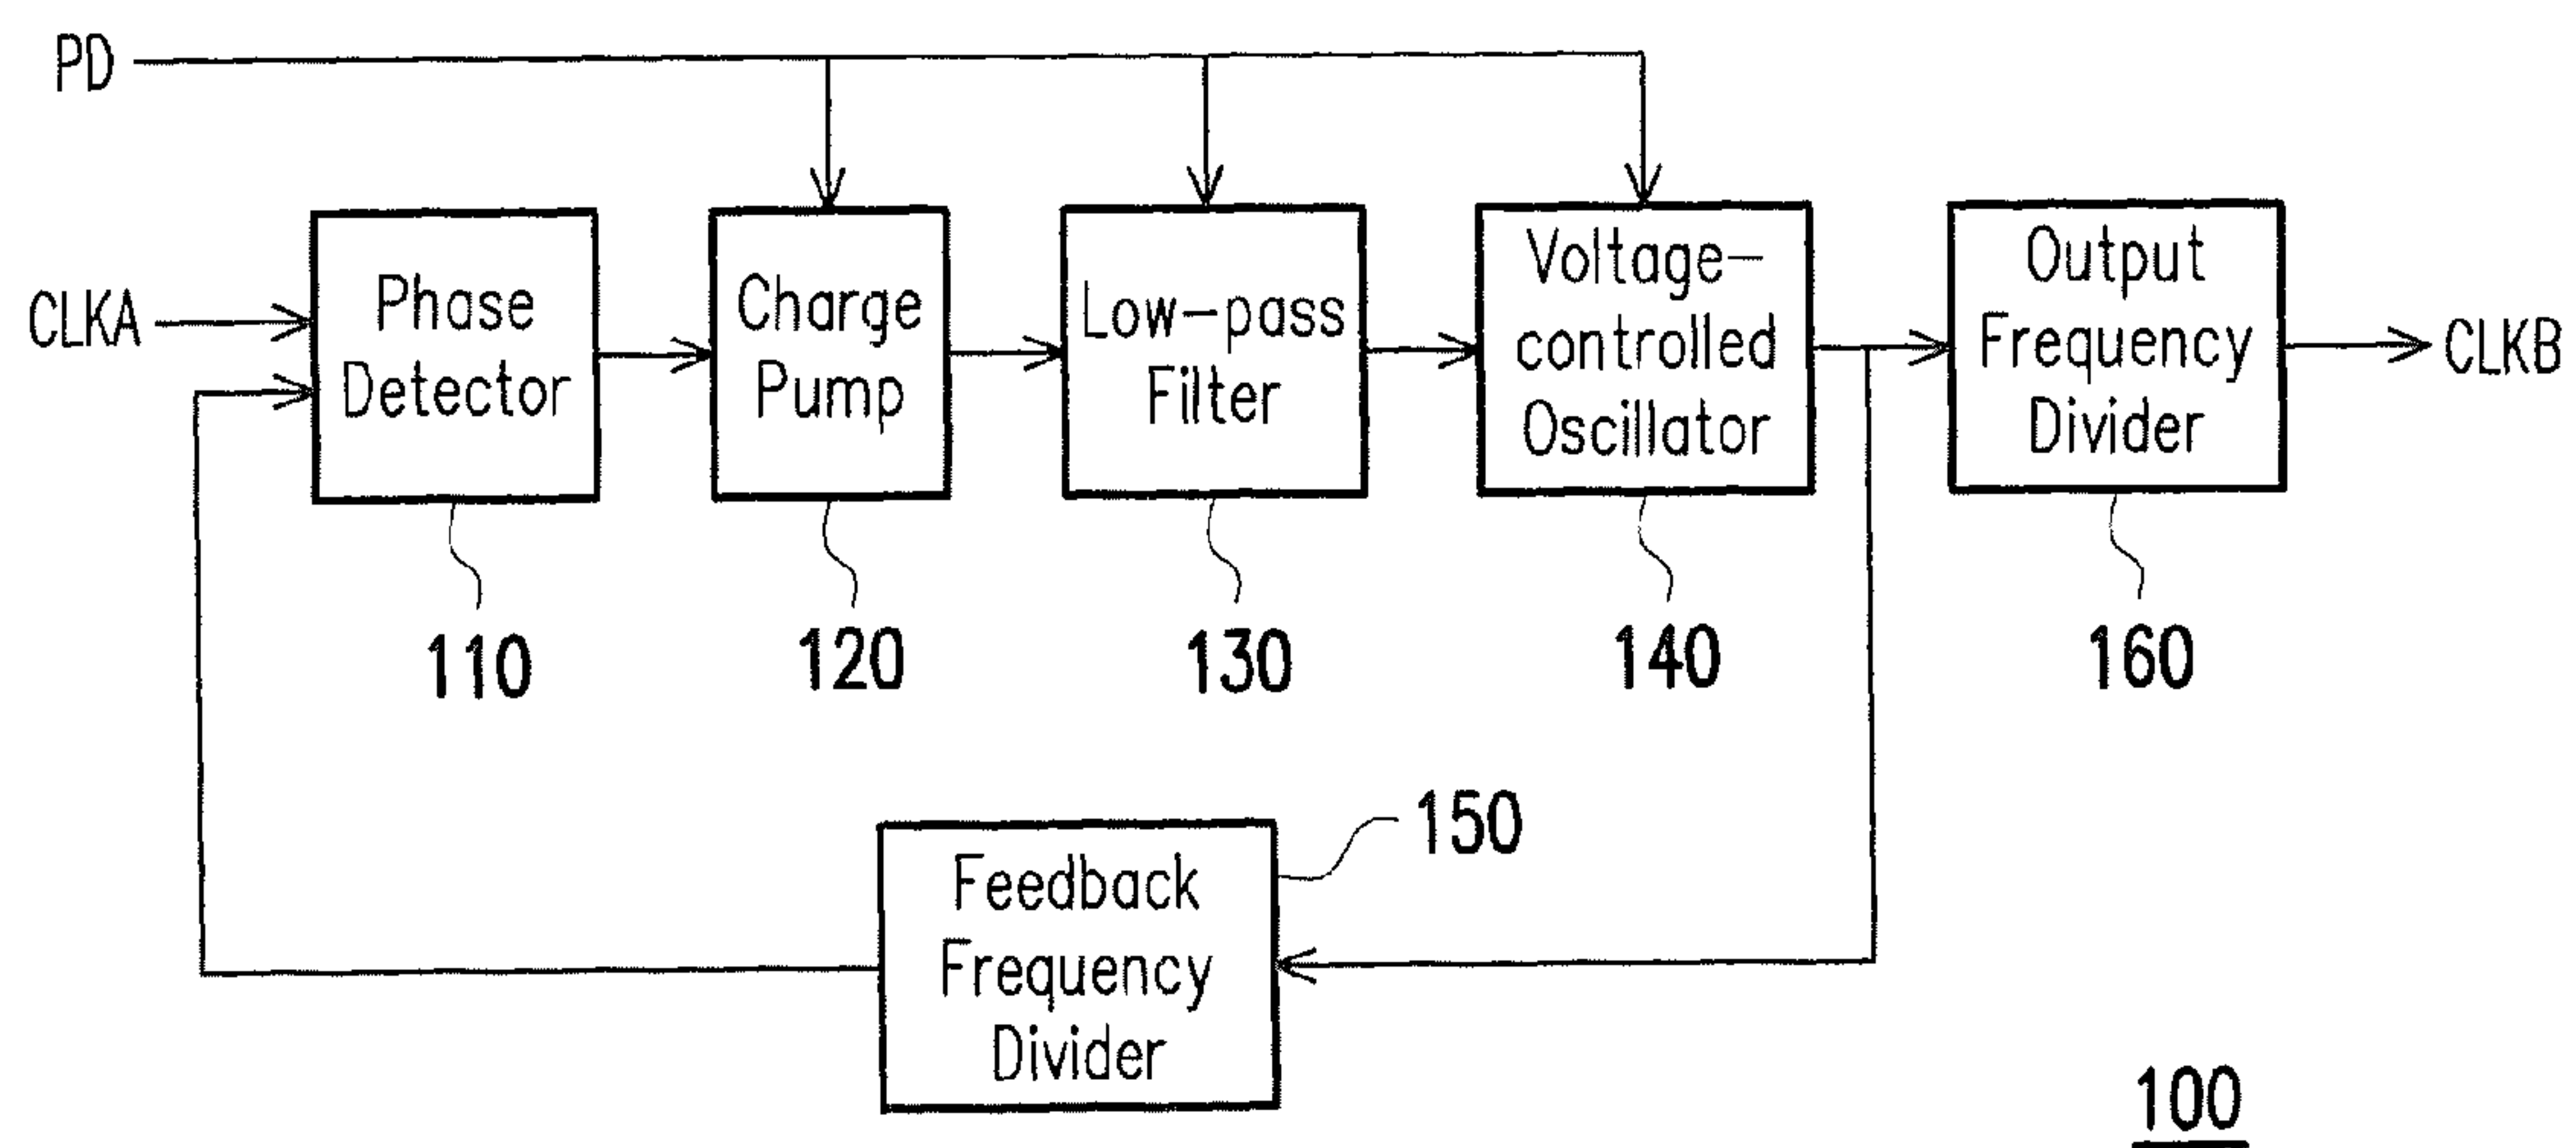 PD
CLKA
Phase
Detector
Charge
Pump
Low-pass
Filter
Voltage-
controlled
Oscillator
Output
Frequency
Divider
CLKB
110
120
130
140
160
Feedback
Frequency
Divider
150
100